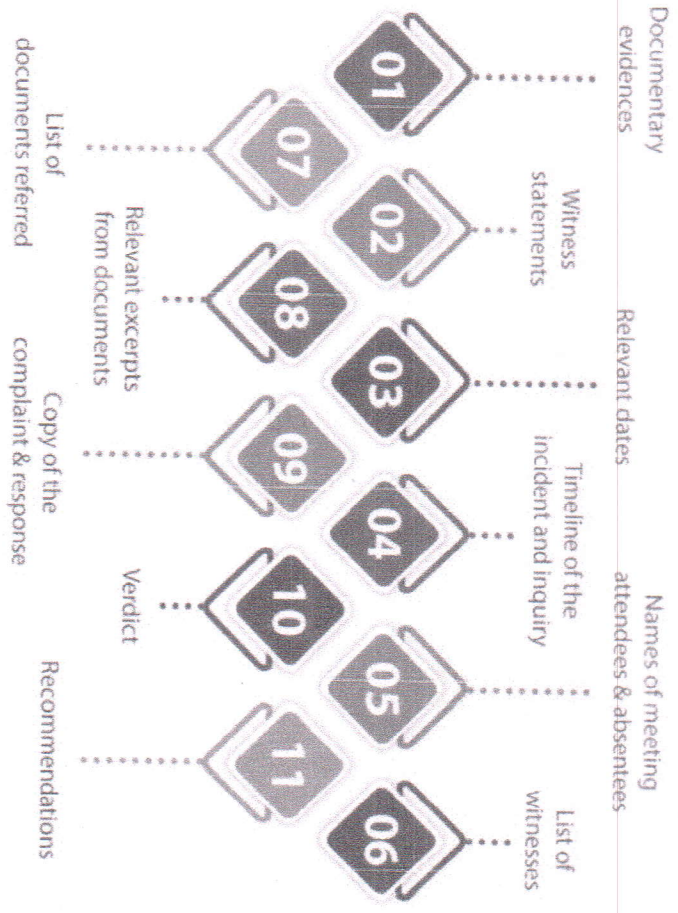 Documentary
evidences
Witness
statements
Relevant dates
Timeline of the
incident and inquiry
Names of meeting
attendees & absentees
List of
witnesses
01
02
03
04
05
06
07
08
09
10
11
List of
documents referred
Relevant excerpts
from documents
Copy of the
complaint & response
Verdict
Recommendations